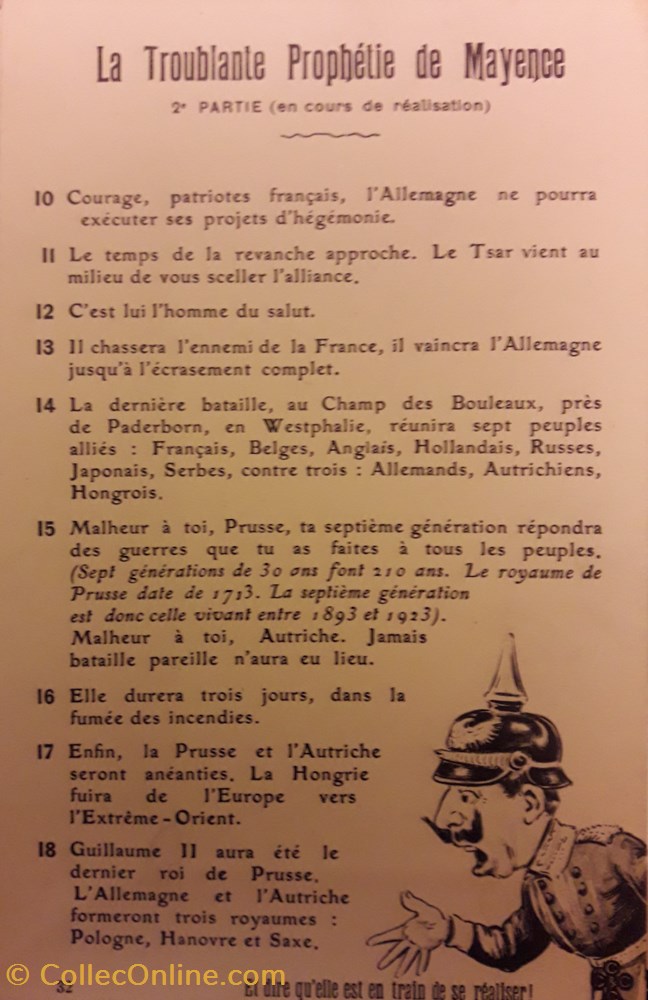 La Troublante Prophétie de Mayence
2e PARTIE (en cours de réalisation)
10 Courage, patriotes français, l'Allemagne ne pourra
exécuter ses projets d'hégémonie.
11 Le temps de la revanche approche. Le Tsar vient au
milieu de vous sceller l'alliance.
12 C'est lui l'homme du salut.
13 Il chassera l'ennemi de la France, il vaincra l'Allemagne
jusqu'à l'écrasement complet.
14 La dernière bataille, au Champ des Bouleaux, près
de Paderborn, en Westphalie, réunira sept peuples
alliés : Français, Belges, Anglais, Hollandais, Russes,
Japonais, Serbes, contre trois : Allemands, Autrichiens,
Hongrois.
15 Malheur à toi, Prusse, ta septième génération répondra
des guerres que tu as faites à tous les peuples.
(Sept générations de 30 ans font 210 ans. Le royaume de
Prusse date de 1713. La septième génération
est donc celle vivant entre 1893 et 1923).
Malheur à toi, Autriche. Jamais
bataille pareille n'aura eu lieu.
16 Elle durera trois jours, dans la
fumée des incendies.
17 Enfin, la Prusse et l'Autriche
seront anéanties. La Hongrie
fuira de l'Europe vers
l'Extrême-Orient.
18 Guillaume II aura été le
dernier roi de Prusse.
L'Allemagne et l'Autriche
formeront trois royaumes :
Pologne, Hanovre et Saxe.
32
Et dire qu'elle est en train de se réaliser!
© CollecOnline.com